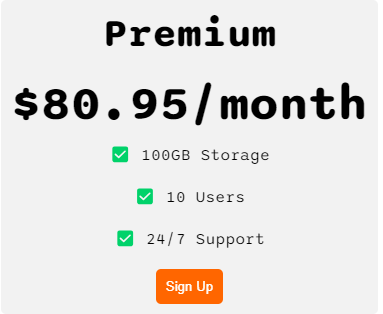 Premium
$80.95/month
100GB Storage
10 Users
24/7 Support
Sign Up